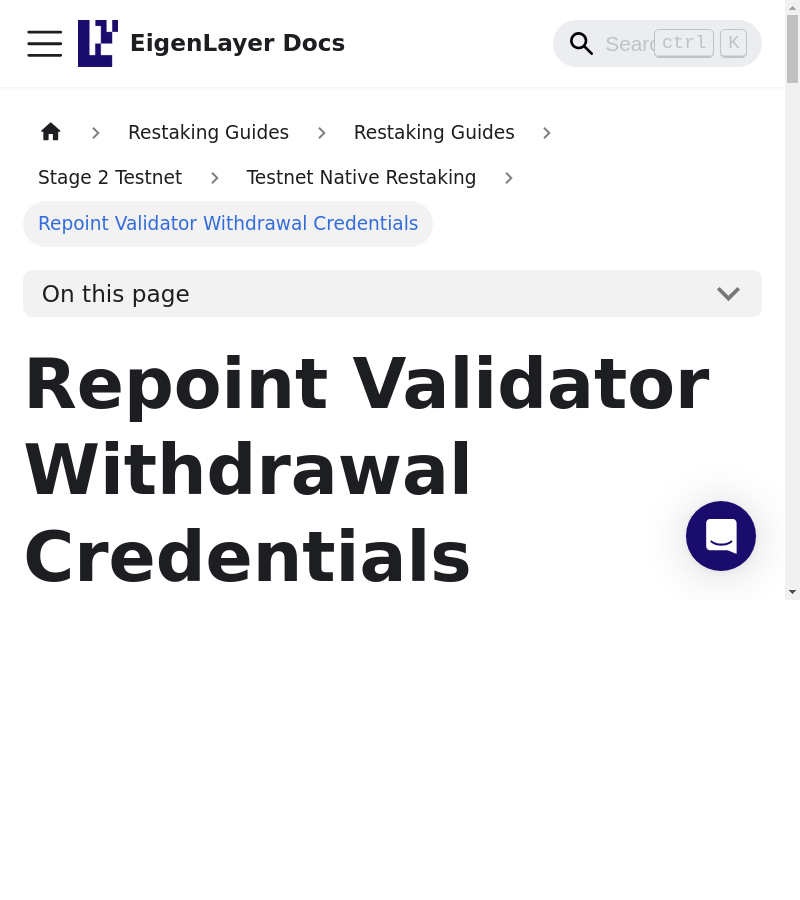 EigenLayer Docs
Search
ctrl K
Restaking Guides
Restaking Guides
Stage 2 Testnet
Testnet Native Restaking
Repoint Validator Withdrawal Credentials
On this page
Repoint Validator
Withdrawal
Credentials